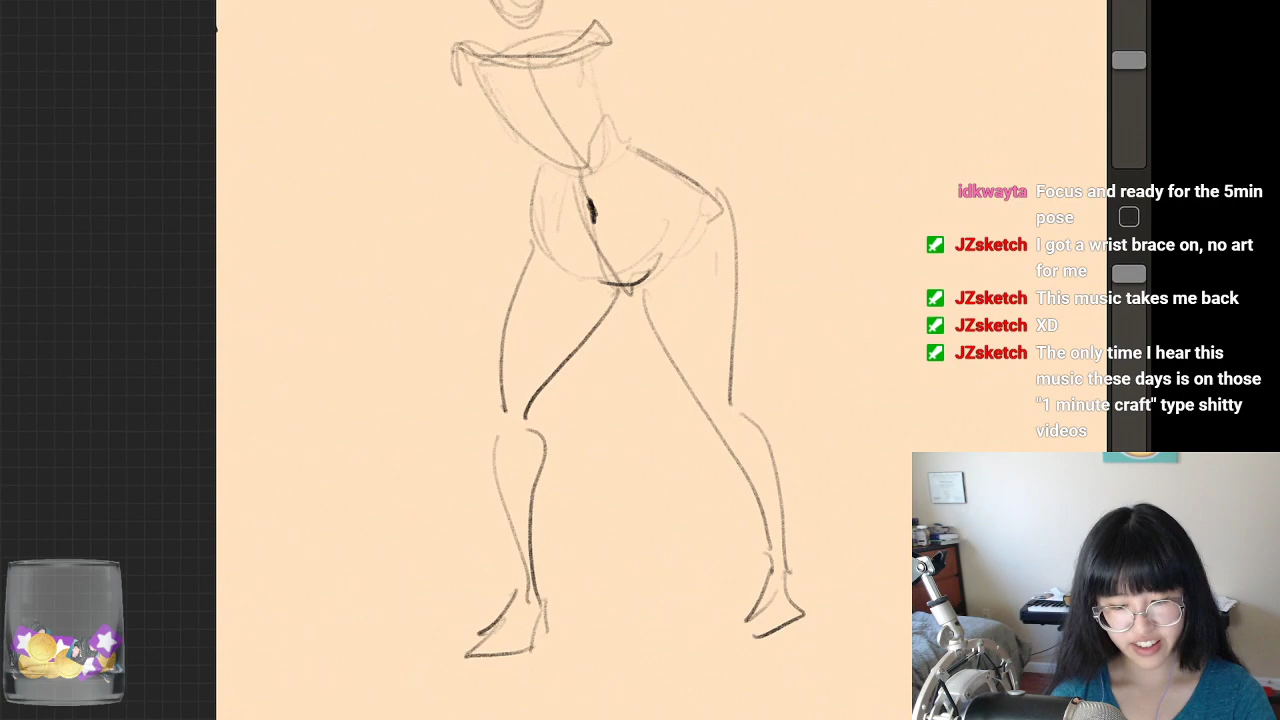 idkwayta Focus and ready for the 5min
pose
JZsketch I got a wrist brace on, no art
for me
JZsketch This music takes me back
JZsketch XD
JZsketch The only time I hear this
music these days is on those
"1 minute craft" type shitty
videos